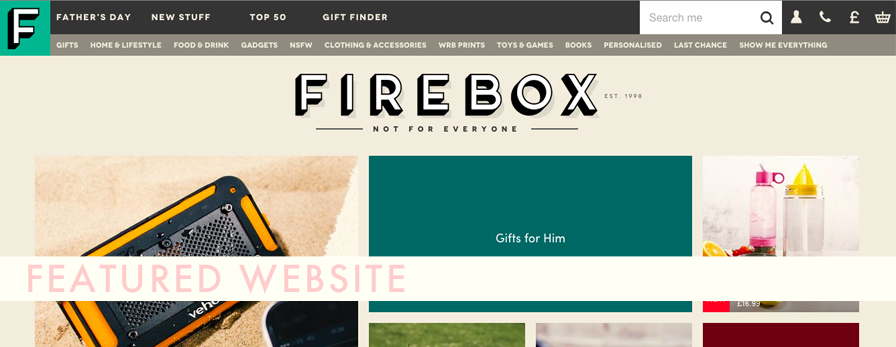 F
FATHER'S DAY NEW STUFF TOP 50 GIFT FINDER
Search me
£
GIFTS HOME & LIFESTYLE FOOD & DRINK GADGETS NSFW CLOTHING & ACCESSORIES WRB PRINTS TOYS & GAMES BOOKS PERSONALISED LAST CHANCE SHOW ME EVERYTHING
FIREBOX
EST. 1998
NOT FOR EVERYONE
Gifts for Him
FEATURED WEBSITE
£16.99